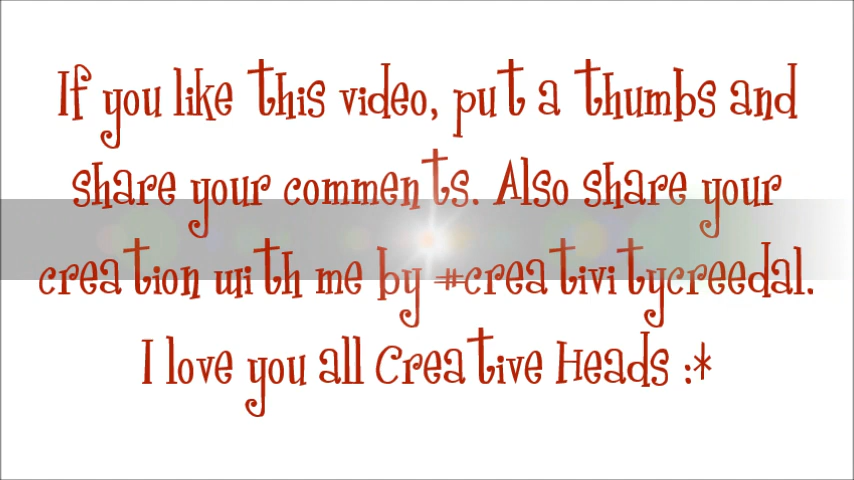 If you like this video, put a thumbs and
share your comments. Also share your
creation with me by #creativitycreedal.
I love you all Creative Heads :*